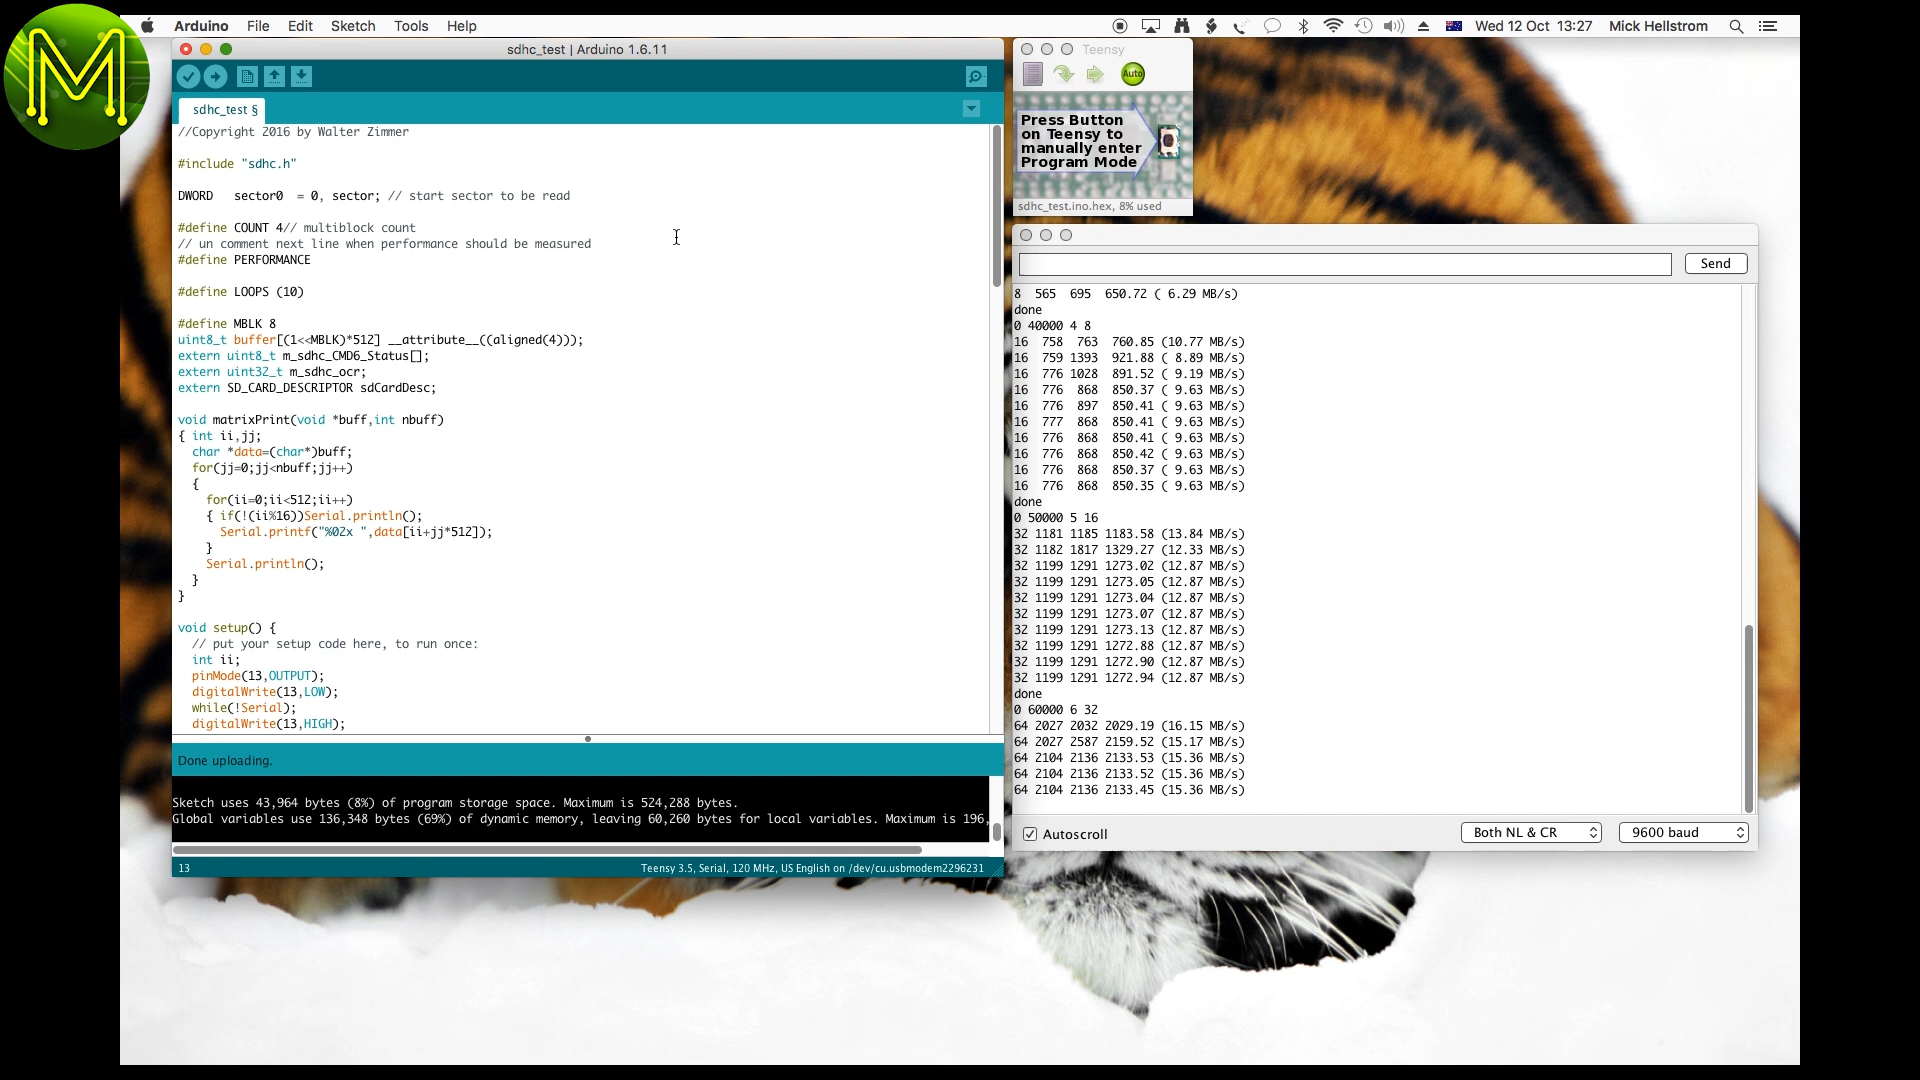 M
Arduino File Edit Sketch Tools Help
Wed 12 Oct 13:27 Mick Hellstrom
sdhc_test | Arduino 1.6.11
sdhc_test §
//Copyright 2016 by Walter Zimmer
#include "sdhc.h"
DWORD sector0 = 0, sector; // start sector to be read
#define COUNT 4// multiblock count
// un comment next line when performance should be measured
#define PERFORMANCE
#define LOOPS (10)
#define MBLK 8
uint8_t buffer[(1<<MBLK)*512] __attribute__((aligned(4)));
extern uint8_t m_sdhc_CMD6_Status[];
extern uint32_t m_sdhc_ocr;
extern SD_CARD_DESCRIPTOR sdCardDesc;
void matrixPrint(void *buff,int nbuff)
{ int ii,jj;
char *data=(char*)buff;
for(jj=0;jj<nbuff;jj++)
{
for(ii=0;ii<512;ii++)
{ if(!(ii%16))Serial.println();
Serial.printf("%02x ",data[ii+jj*512]);
}
Serial.println();
}
}
void setup() {
// put your setup code here, to run once:
int ii;
pinMode(13,OUTPUT);
digitalWrite(13,LOW);
while(!Serial);
digitalWrite(13,HIGH);
Done uploading.
Sketch uses 43,964 bytes (8%) of program storage space. Maximum is 524,288 bytes.
Global variables use 136,348 bytes (69%) of dynamic memory, leaving 60,260 bytes for local variables. Maximum is 196,
13
Teensy 3.5, Serial, 120 MHz, US English on /dev/cu.usbmodem2296231
Teensy
Auto
Press Button
on Teensy to
manually enter
Program Mode
sdhc_test.ino.hex, 8% used
Send
8 565 695 650.72 ( 6.29 MB/s)
done
0 40000 4 8
16 758 763 760.85 (10.77 MB/s)
16 759 1393 921.88 ( 8.89 MB/s)
16 776 1028 891.52 ( 9.19 MB/s)
16 776 868 850.37 ( 9.63 MB/s)
16 776 897 850.41 ( 9.63 MB/s)
16 777 868 850.41 ( 9.63 MB/s)
16 776 868 850.41 ( 9.63 MB/s)
16 776 868 850.42 ( 9.63 MB/s)
16 776 868 850.37 ( 9.63 MB/s)
16 776 868 850.35 ( 9.63 MB/s)
done
0 50000 5 16
32 1181 1185 1183.58 (13.84 MB/s)
32 1182 1817 1329.27 (12.33 MB/s)
32 1199 1291 1273.02 (12.87 MB/s)
32 1199 1291 1273.05 (12.87 MB/s)
32 1199 1291 1273.04 (12.87 MB/s)
32 1199 1291 1273.07 (12.87 MB/s)
32 1199 1291 1273.13 (12.87 MB/s)
32 1199 1291 1272.88 (12.87 MB/s)
32 1199 1291 1272.90 (12.87 MB/s)
32 1199 1291 1272.94 (12.87 MB/s)
done
0 60000 6 32
64 2027 2032 2029.19 (16.15 MB/s)
64 2027 2587 2159.52 (15.17 MB/s)
64 2104 2136 2133.53 (15.36 MB/s)
64 2104 2136 2133.52 (15.36 MB/s)
64 2104 2136 2133.45 (15.36 MB/s)
Autoscroll
Both NL & CR
9600 baud